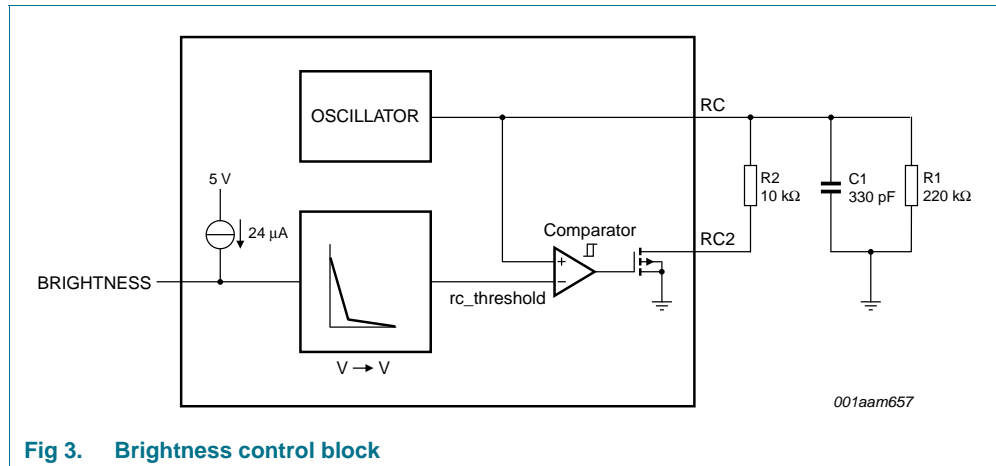 OSCILLATOR
RC
5 V
24 μA
R2
10 kΩ
C1
330 pF
R1
220 kΩ
Comparator
RC2
BRIGHTNESS
+
−
rc_threshold
V → V
001aam657
Fig 3. Brightness control block